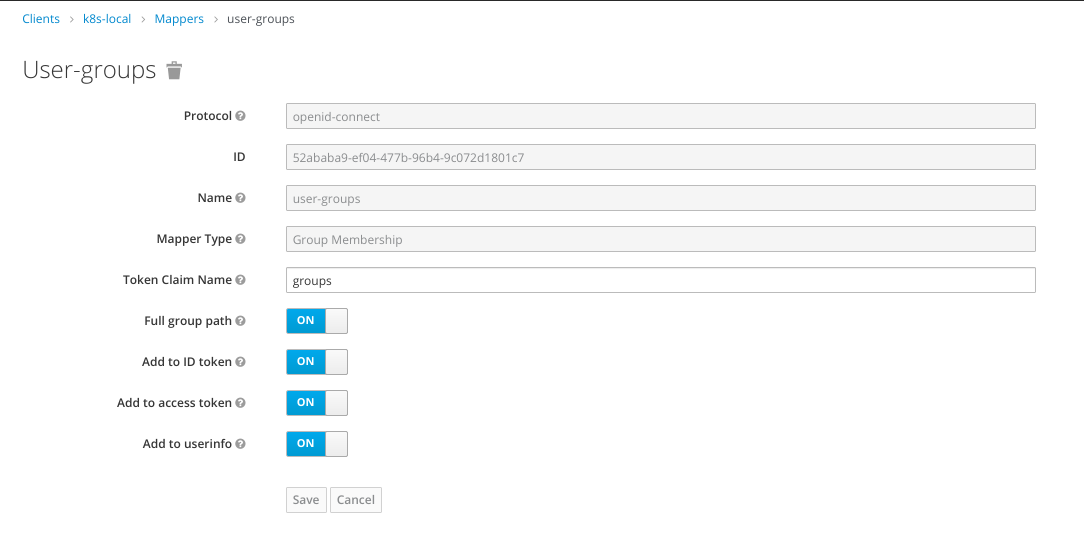 Clients > k8s-local > Mappers > user-groups
User-groups
Protocol openid-connect
ID 52ababa9-ef04-477b-96b4-9c072d1801c7
Name user-groups
Mapper Type Group Membership
Token Claim Name groups
Full group path ON
Add to ID token ON
Add to access token ON
Add to userinfo ON
Save Cancel